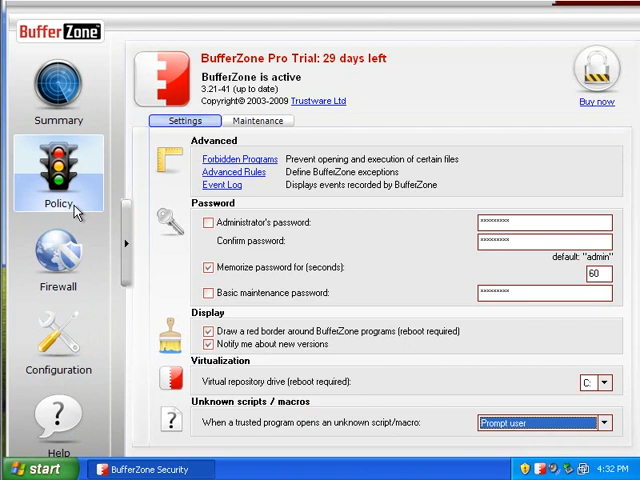 BufferZone
Summary
Policy
Firewall
Configuration
Help
BufferZone Pro Trial: 29 days left
BufferZone is active
3.21-41 (up to date)
Copyright© 2003-2009 Trustware Ltd
Buy now
Settings
Maintenance
Advanced
Forbidden Programs Prevent opening and execution of certain files
Advanced Rules Define BufferZone exceptions
Event Log Displays events recorded by BufferZone
Password
Administrator's password: *********
Confirm password: *********
default: "admin"
Memorize password for (seconds): 60
Basic maintenance password: *********
Display
Draw a red border around BufferZone programs (reboot required)
Notify me about new versions
Virtualization
Virtual repository drive (reboot required): C:
Unknown scripts / macros
When a trusted program opens an unknown script/macro: Prompt user
start
BufferZone Security
4:32 PM